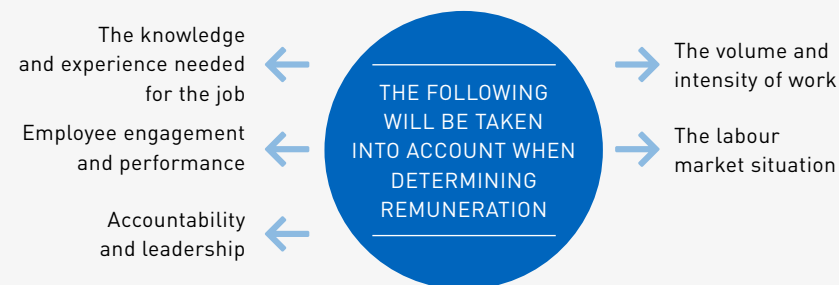 The knowledge
and experience needed
for the job
Employee engagement
and performance
Accountability
and leadership
THE FOLLOWING
WILL BE TAKEN
INTO ACCOUNT WHEN
DETERMINING
REMUNERATION
The volume and
intensity of work
The labour
market situation